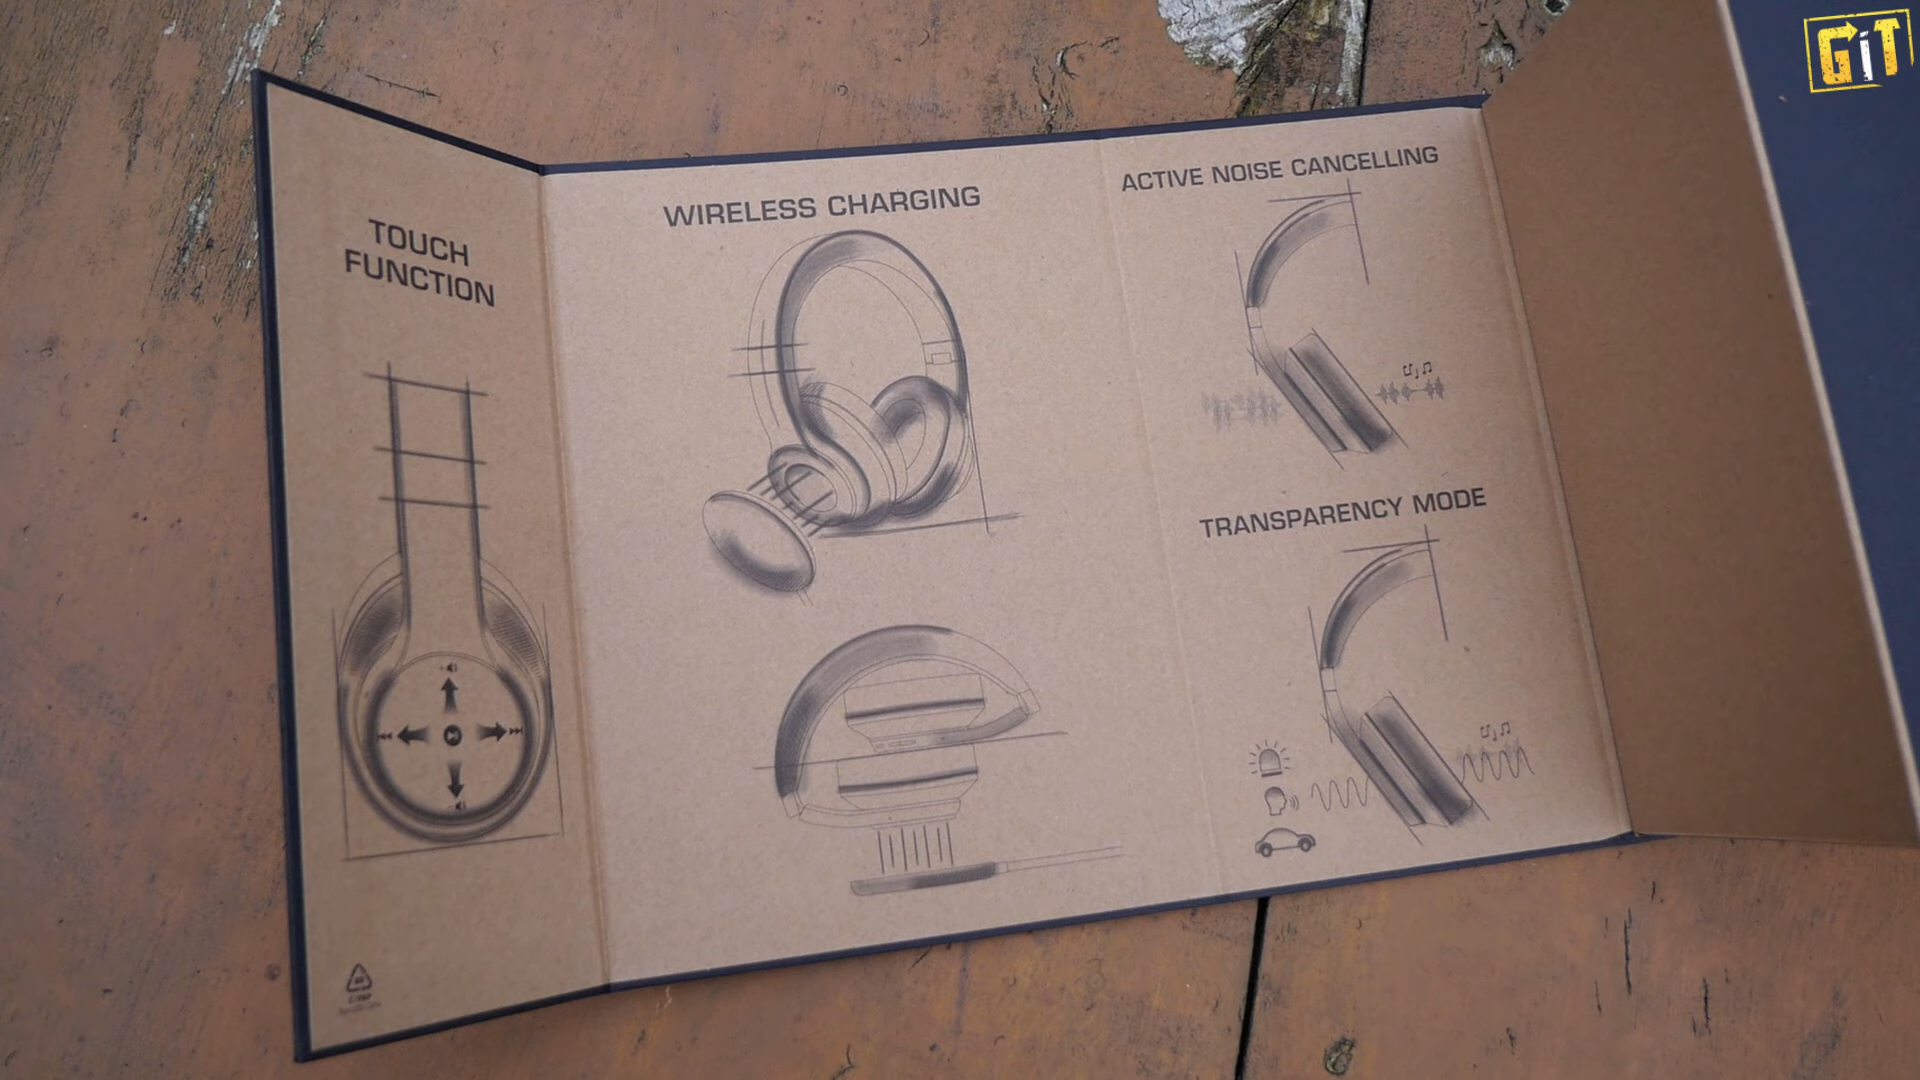 GiT
TOUCH
FUNCTION
WIRELESS CHARGING
ACTIVE NOISE CANCELLING
TRANSPARENCY MODE